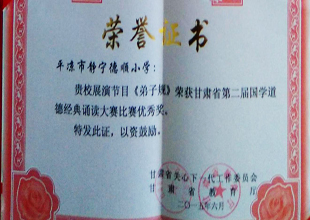 荣誉证书
平凉市静宁德顺小学：
贵校展演节目《弟子规》荣获甘肃省第二届国学道
德经典诵读大赛比赛优秀奖。
特发此证，以资鼓励。
甘肃省关心下一代工作委员会
甘肃省教育厅
二〇一五年六月